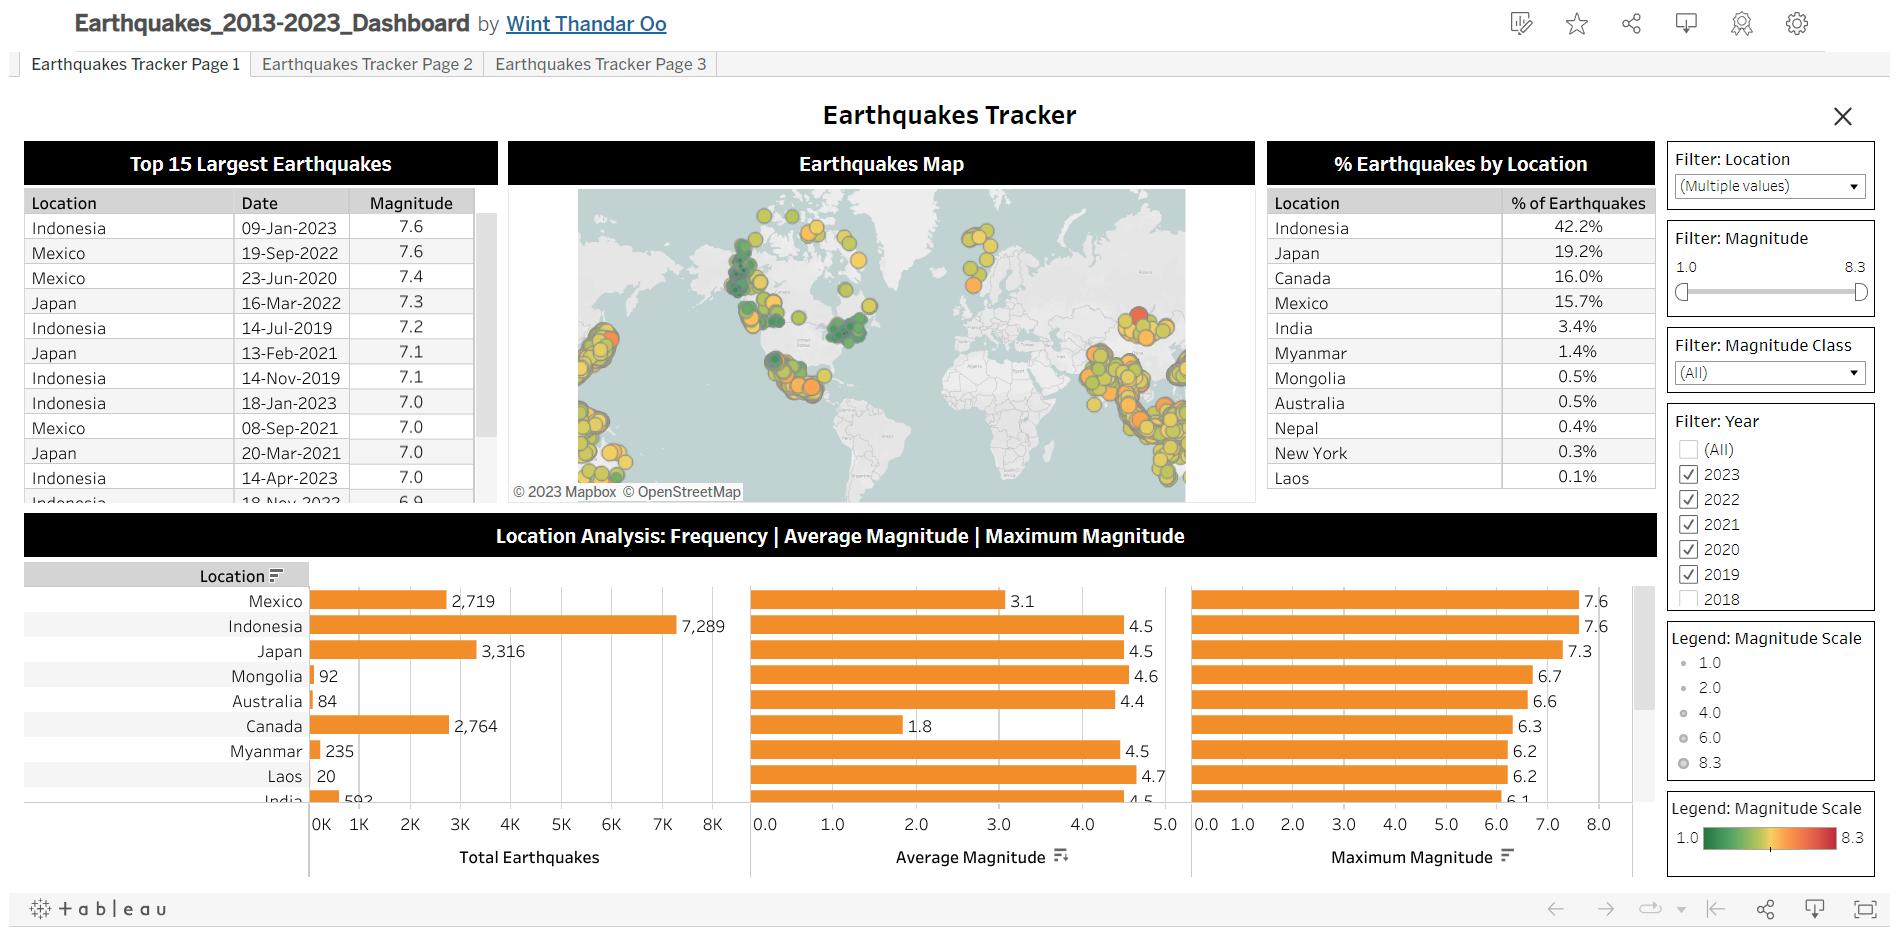 Earthquakes_2013-2023_Dashboard by Wint Thandar Oo
Earthquakes Tracker Page 1 Earthquakes Tracker Page 2 Earthquakes Tracker Page 3
Earthquakes Tracker
Top 15 Largest Earthquakes
Location Date Magnitude
Indonesia 09-Jan-2023 7.6
Mexico 19-Sep-2022 7.6
Mexico 23-Jun-2020 7.4
Japan 16-Mar-2022 7.3
Indonesia 14-Jul-2019 7.2
Japan 13-Feb-2021 7.1
Indonesia 14-Nov-2019 7.1
Indonesia 18-Jan-2023 7.0
Mexico 08-Sep-2021 7.0
Japan 20-Mar-2021 7.0
Indonesia 14-Apr-2023 7.0
Indonesia 18-Nov-2022 6.9
Earthquakes Map
© 2023 Mapbox © OpenStreetMap
% Earthquakes by Location
Location % of Earthquakes
Indonesia 42.2%
Japan 19.2%
Canada 16.0%
Mexico 15.7%
India 3.4%
Myanmar 1.4%
Mongolia 0.5%
Australia 0.5%
Nepal 0.4%
New York 0.3%
Laos 0.1%
Filter: Location
(Multiple values)
Filter: Magnitude
1.0 8.3
Filter: Magnitude Class
(All)
Filter: Year
(All)
2023
2022
2021
2020
2019
2018
Legend: Magnitude Scale
1.0
2.0
4.0
6.0
8.3
Legend: Magnitude Scale
1.0 8.3
Location Analysis: Frequency | Average Magnitude | Maximum Magnitude
Location
Mexico 2,719 3.1 7.6
Indonesia 7,289 4.5 7.6
Japan 3,316 4.5 7.3
Mongolia 92 4.6 6.7
Australia 84 4.4 6.6
Canada 2,764 1.8 6.3
Myanmar 235 4.5 6.2
Laos 20 4.7 6.2
India 592 4.5 6.1
0K 1K 2K 3K 4K 5K 6K 7K 8K 0.0 1.0 2.0 3.0 4.0 5.0 0.0 1.0 2.0 3.0 4.0 5.0 6.0 7.0 8.0
Total Earthquakes Average Magnitude Maximum Magnitude
+ableau